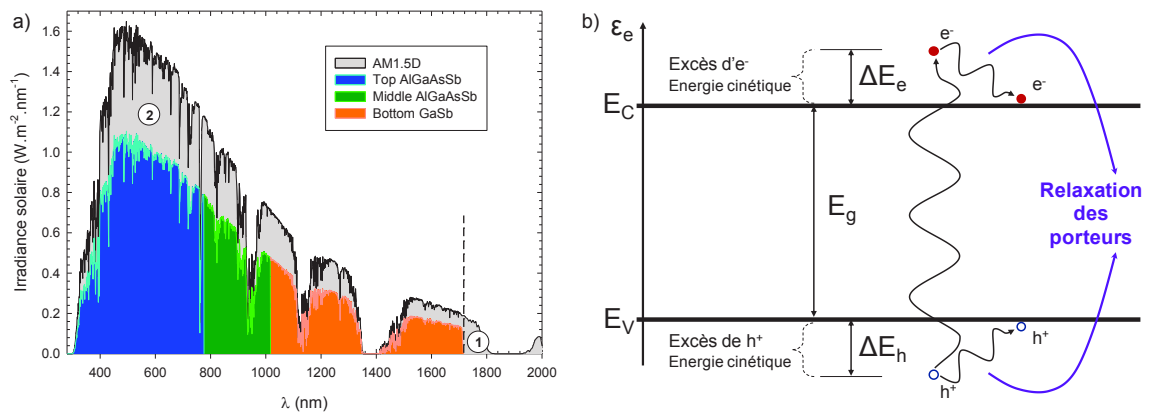 a)
Irradiance solaire (W.m-2.nm-1)
1.6
1.4
1.2
1.0
0.8
0.6
0.4
0.2
0.0
400
600
800
1000
1200
1400
1600
1800
2000
λ (nm)
AM1.5D
Top AlGaAsSb
Middle AlGaAsSb
Bottom GaSb
2
1
b)
εe
Excès d'e-
Energie cinétique
ΔEe
e-
e-
EC
Eg
Relaxation
des
porteurs
EV
Excès de h+
Energie cinétique
ΔEh
h+
h+